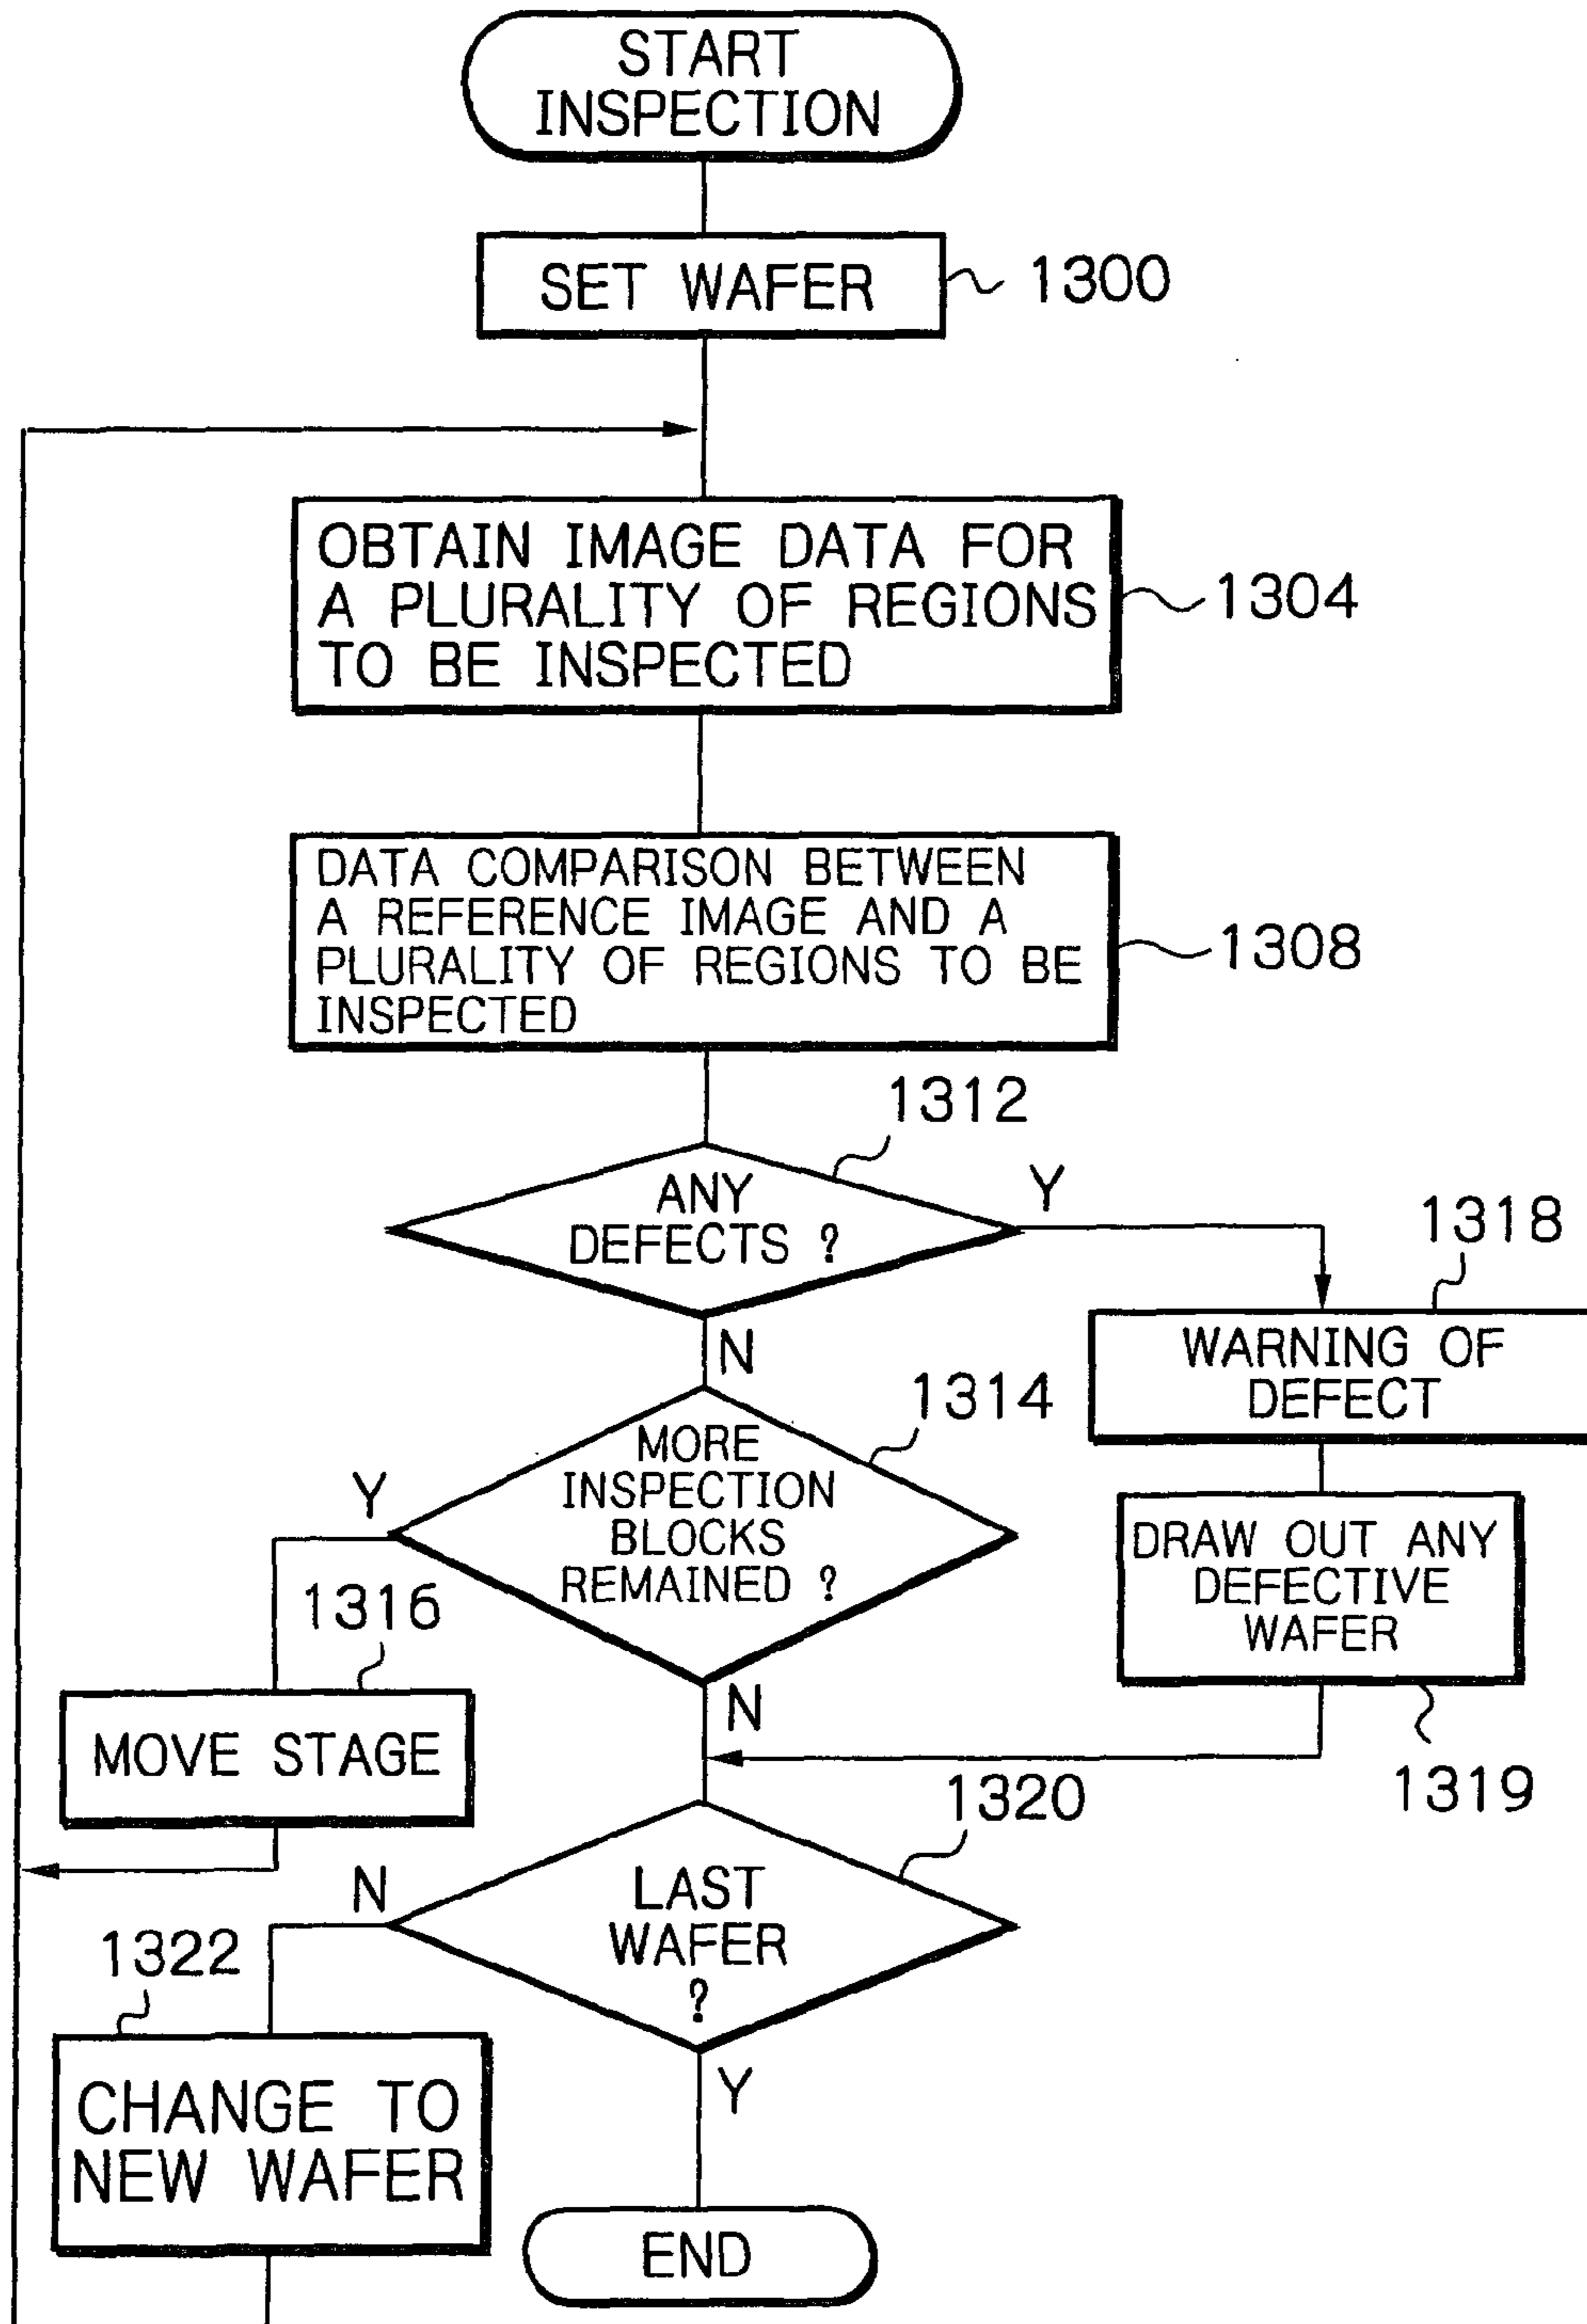 START
INSPECTION
SET WAFER
1300
OBTAIN IMAGE DATA FOR
A PLURALITY OF REGIONS
TO BE INSPECTED
1304
DATA COMPARISON BETWEEN
A REFERENCE IMAGE AND A
PLURALITY OF REGIONS TO BE
INSPECTED
1308
1312
ANY
DEFECTS ?
Y
N
1318
WARNING OF
DEFECT
1314
MORE
INSPECTION
BLOCKS
REMAINED ?
Y
N
DRAW OUT ANY
DEFECTIVE
WAFER
1319
1316
MOVE STAGE
1320
LAST
WAFER
?
N
Y
1322
CHANGE TO
NEW WAFER
END